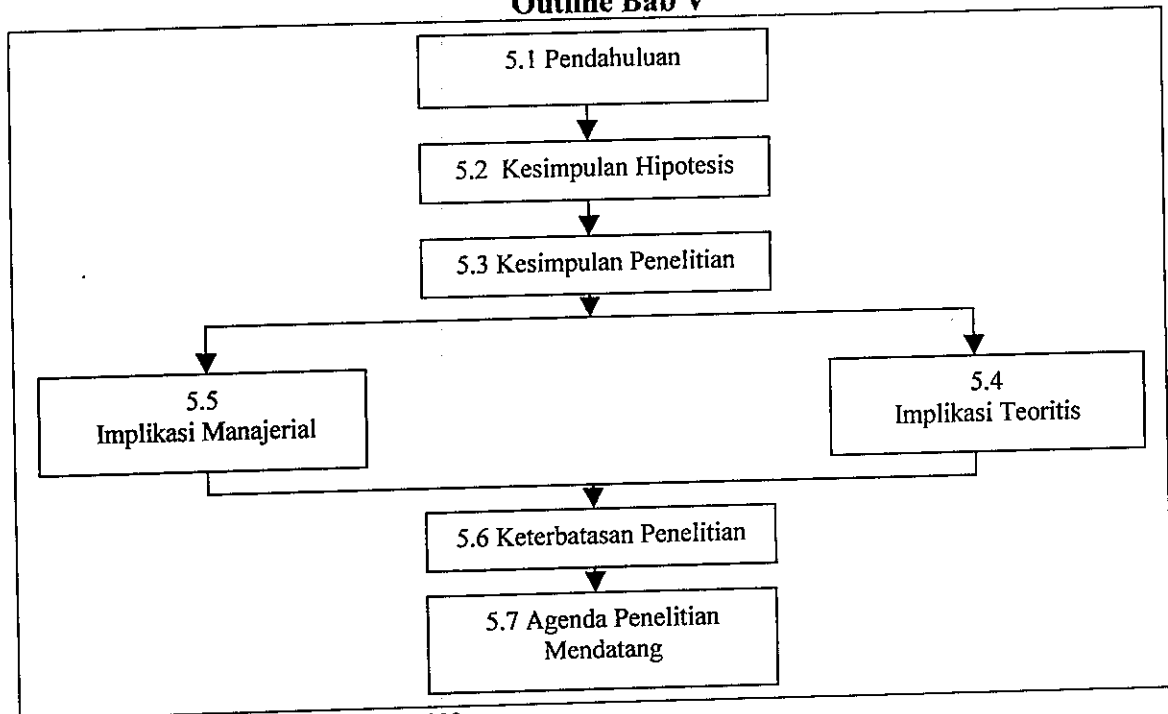 Outline Bab V
5.1 Pendahuluan
5.2 Kesimpulan Hipotesis
5.3 Kesimpulan Penelitian
5.5
Implikasi Manajerial
5.4
Implikasi Teoritis
5.6 Keterbatasan Penelitian
5.7 Agenda Penelitian
Mendatang